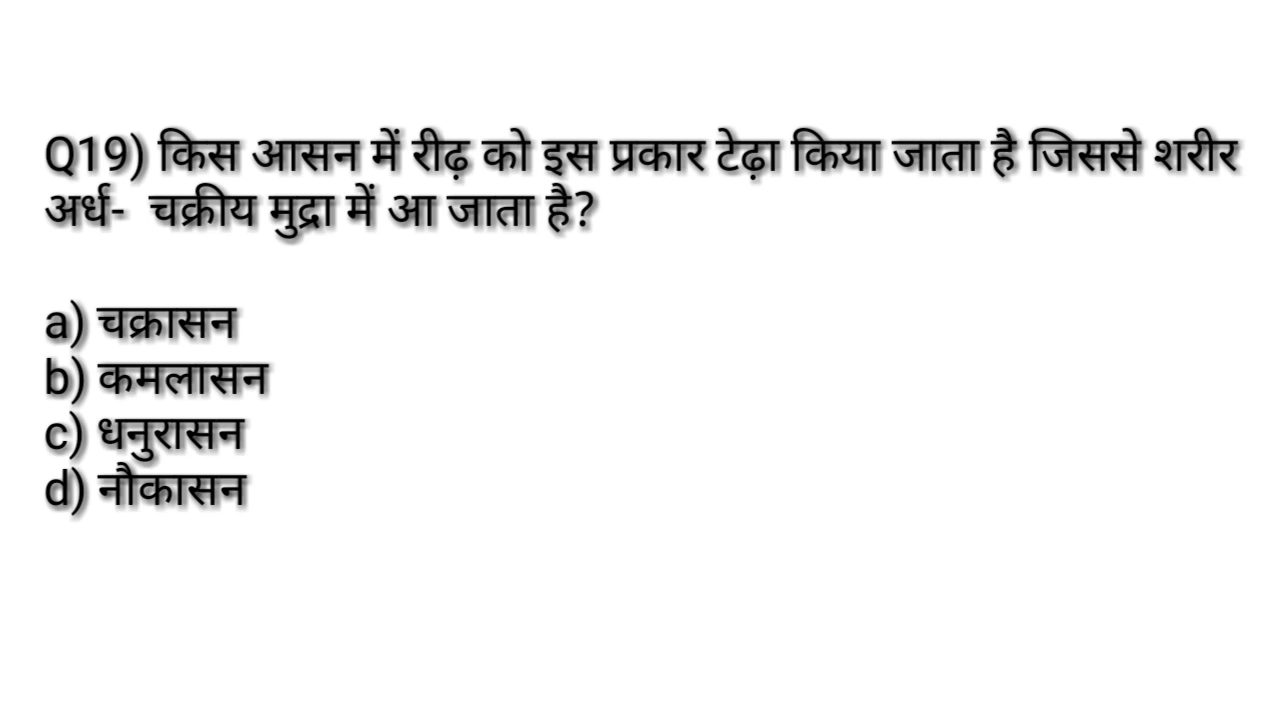 Q19) किस आसन में रीढ़ को इस प्रकार टेढ़ा किया जाता है जिससे शरीर
अर्ध- चक्रीय मुद्रा में आ जाता है?
a) चक्रासन
b) कमलासन
c) धनुरासन
d) नौकासन